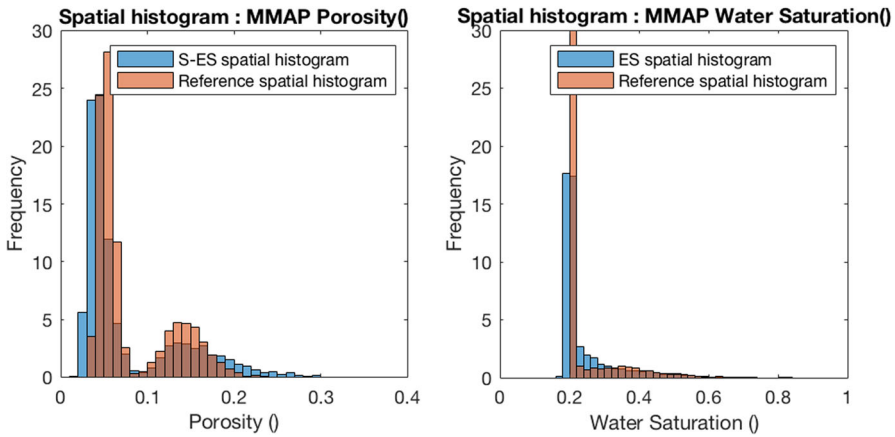 Spatial histogram : MMAP Porosity()
S-ES spatial histogram
Reference spatial histogram
Frequency
30
25
20
15
10
5
0
0
0.1
0.2
0.3
0.4
Porosity ()
Spatial histogram : MMAP Water Saturation()
ES spatial histogram
Reference spatial histogram
Frequency
30
25
20
15
10
5
0
0
0.2
0.4
0.6
0.8
1
Water Saturation ()